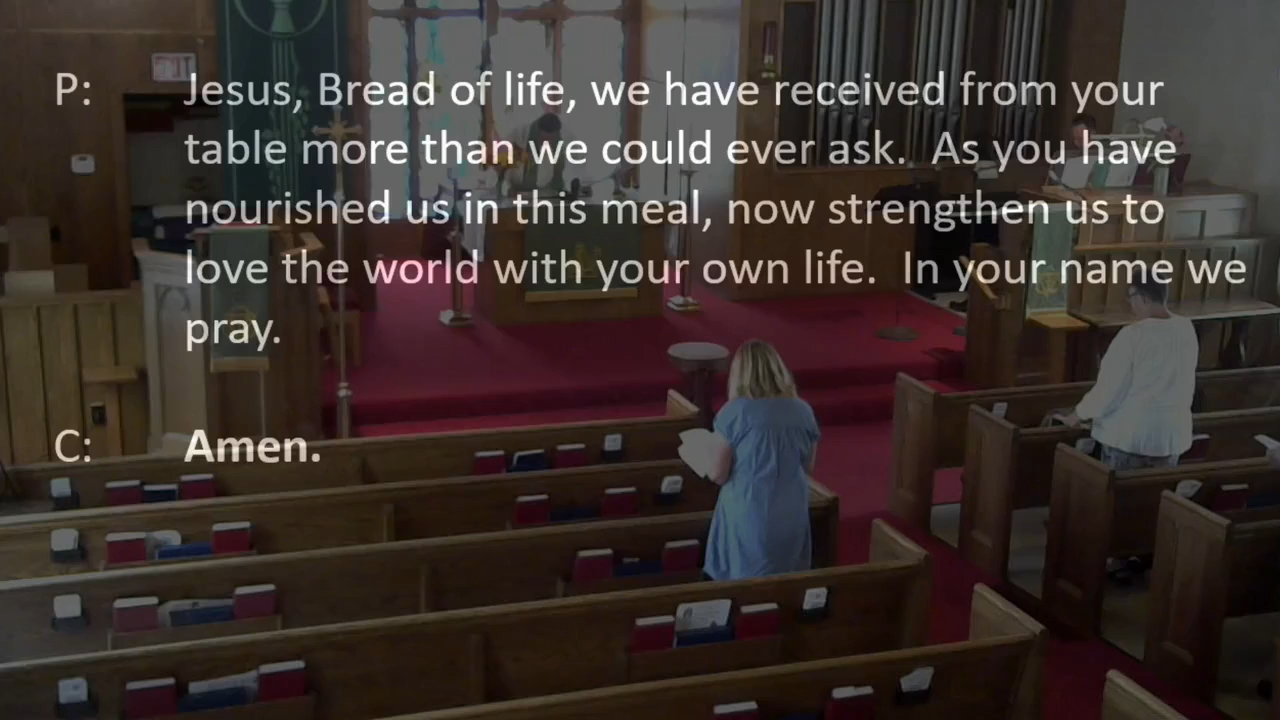 P: Jesus, Bread of life, we have received from your
table more than we could ever ask.  As you have
nourished us in this meal, now strengthen us to
love the world with your own life.  In your name we
pray.
C: Amen.